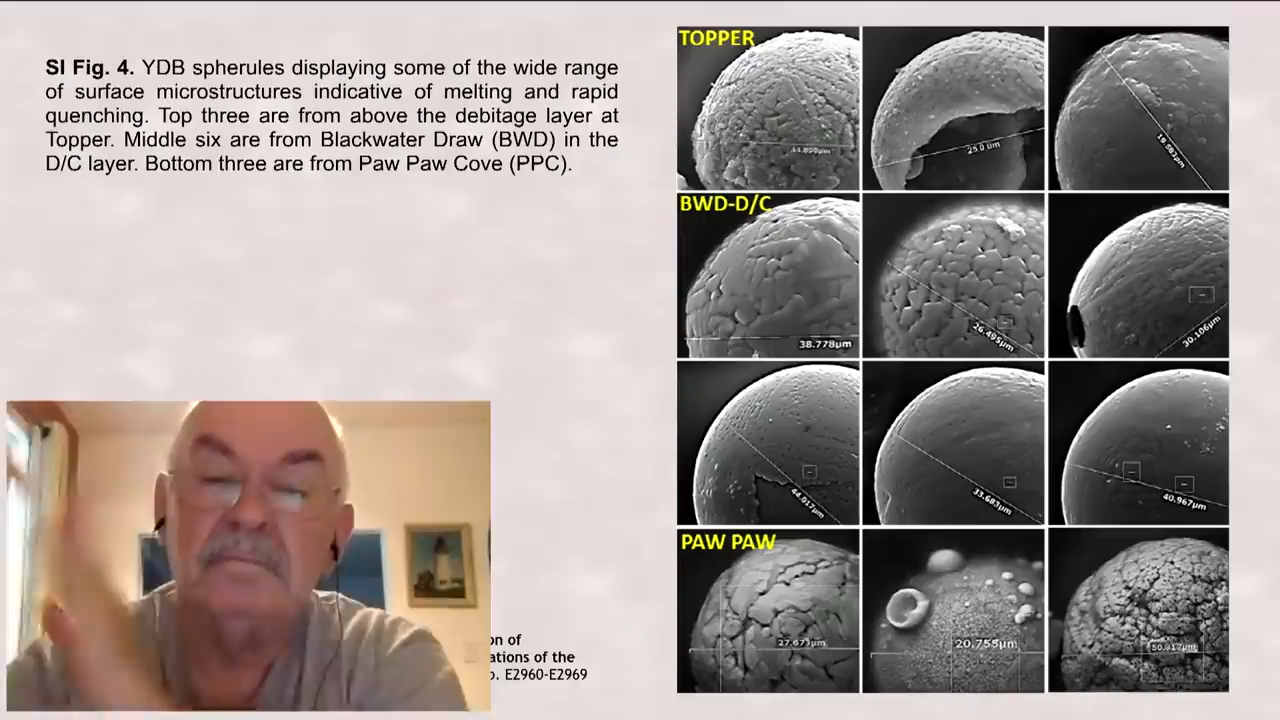 SI Fig. 4. YDB spherules displaying some of the wide range
of surface microstructures indicative of melting and rapid
quenching. Top three are from above the debitage layer at
Topper. Middle six are from Blackwater Draw (BWD) in the
D/C layer. Bottom three are from Paw Paw Cove (PPC).
TOPPER
25.0 um
19.581µm
BWD-D/C
38.778µm
26.495µm
30.106µm
44.017µm
33.683µm
40.967µm
PAW PAW
27.673µm
20.755µm
on of
ations of the
o. E2960-E2969